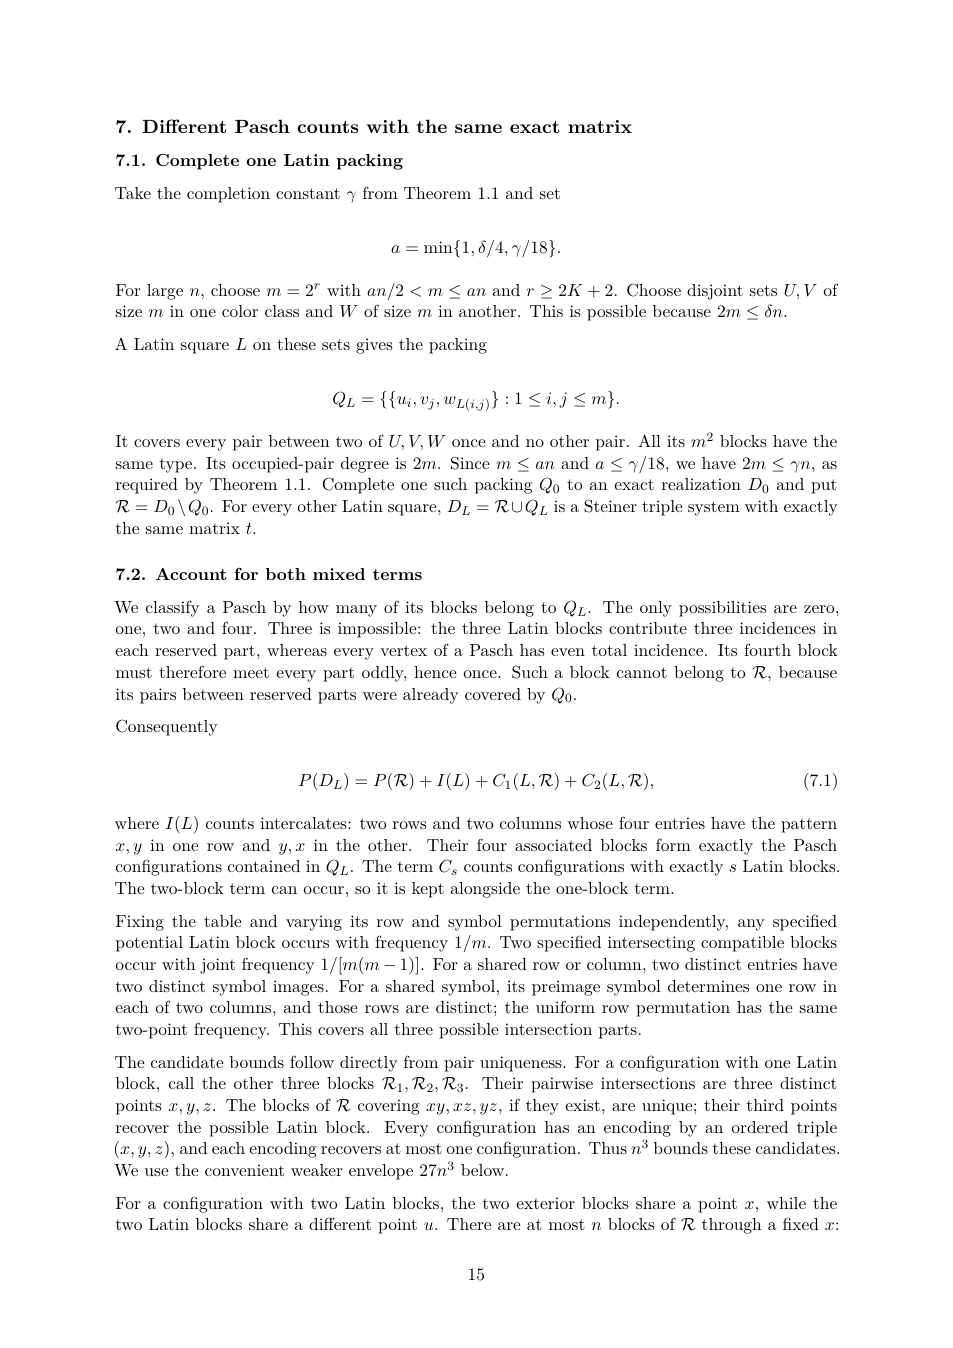 7. Different Pasch counts with the same exact matrix
7.1. Complete one Latin packing
Take the completion constant γ from Theorem 1.1 and set
a = min{1, δ/4, γ/18}.
For large n, choose m = 2^r with an/2 < m ≤ an and r ≥ 2K + 2. Choose disjoint sets U, V of
size m in one color class and W of size m in another. This is possible because 2m ≤ δn.
A Latin square L on these sets gives the packing
Q_L = {{u_i, v_j, w_{L(i,j)}} : 1 ≤ i, j ≤ m}.
It covers every pair between two of U, V, W once and no other pair. All its m² blocks have the
same type. Its occupied-pair degree is 2m. Since m ≤ an and a ≤ γ/18, we have 2m ≤ γn, as
required by Theorem 1.1. Complete one such packing Q_0 to an exact realization D_0 and put
ℛ = D_0 \ Q_0. For every other Latin square, D_L = ℛ ∪ Q_L is a Steiner triple system with exactly
the same matrix t.
7.2. Account for both mixed terms
We classify a Pasch by how many of its blocks belong to Q_L. The only possibilities are zero,
one, two and four. Three is impossible: the three Latin blocks contribute three incidences in
each reserved part, whereas every vertex of a Pasch has even total incidence. Its fourth block
must therefore meet every part oddly, hence once. Such a block cannot belong to ℛ, because
its pairs between reserved parts were already covered by Q_0.
Consequently
P(D_L) = P(ℛ) + I(L) + C_1(L, ℛ) + C_2(L, ℛ), (7.1)
where I(L) counts intercalates: two rows and two columns whose four entries have the pattern
x, y in one row and y, x in the other. Their four associated blocks form exactly the Pasch
configurations contained in Q_L. The term C_s counts configurations with exactly s Latin blocks.
The two-block term can occur, so it is kept alongside the one-block term.
Fixing the table and varying its row and symbol permutations independently, any specified
potential Latin block occurs with frequency 1/m. Two specified intersecting compatible blocks
occur with joint frequency 1/[m(m − 1)]. For a shared row or column, two distinct entries have
two distinct symbol images. For a shared symbol, its preimage symbol determines one row in
each of two columns, and those rows are distinct; the uniform row permutation has the same
two-point frequency. This covers all three possible intersection parts.
The candidate bounds follow directly from pair uniqueness. For a configuration with one Latin
block, call the other three blocks ℛ_1, ℛ_2, ℛ_3. Their pairwise intersections are three distinct
points x, y, z. The blocks of ℛ covering xy, xz, yz, if they exist, are unique; their third points
recover the possible Latin block. Every configuration has an encoding by an ordered triple
(x, y, z), and each encoding recovers at most one configuration. Thus n³ bounds these candidates.
We use the convenient weaker envelope 27n³ below.
For a configuration with two Latin blocks, the two exterior blocks share a point x, while the
two Latin blocks share a different point u. There are at most n blocks of ℛ through a fixed x:
15